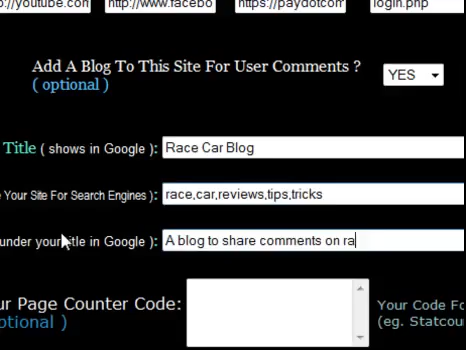 //youtube.con http://www.facebo https://paydotcom login.php
Add A Blog To This Site For User Comments ?
( optional )
YES
Title ( shows in Google ): Race Car Blog
e Your Site For Search Engines ): race,car,reviews,tips,tricks
under your title in Google ): A blog to share comments on ra
ur Page Counter Code:
ptional )
Your Code Fo
(eg. Statcou